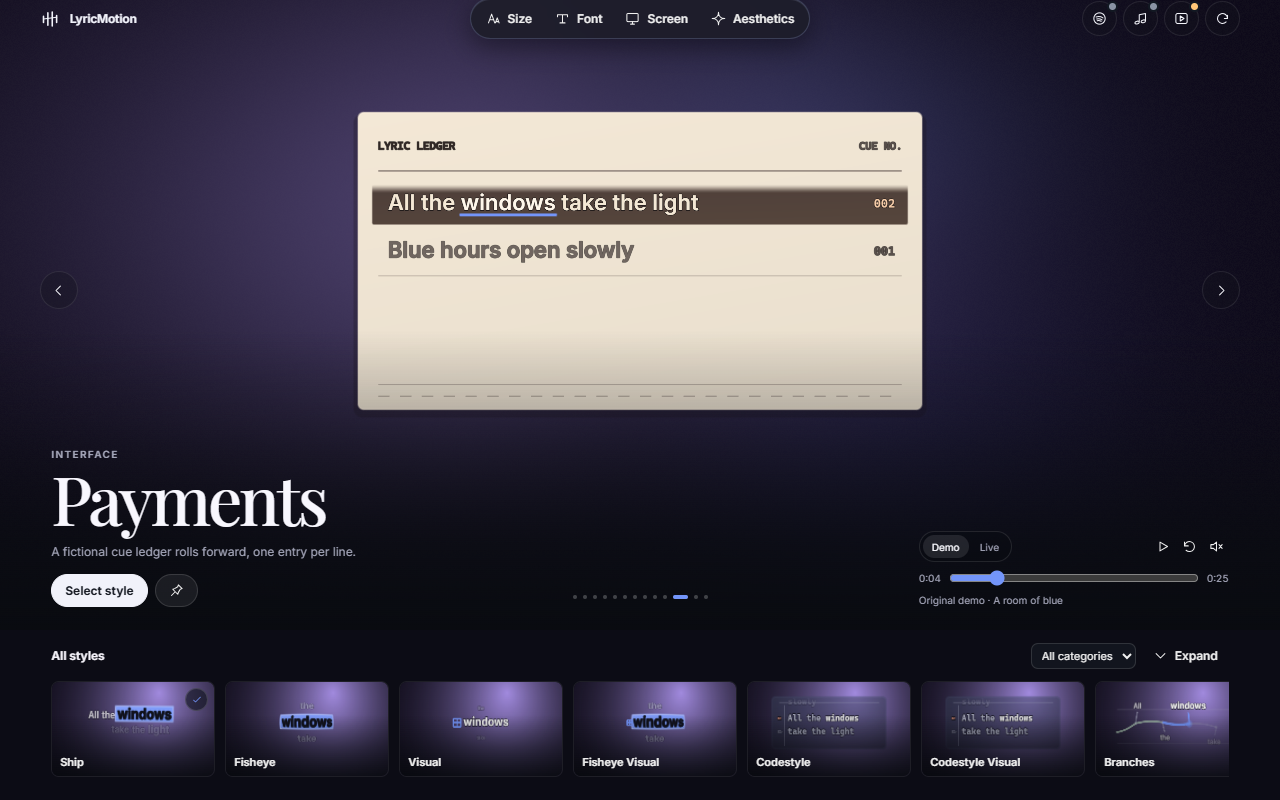 LyricMotion
Size
Font
Screen
Aesthetics
LYRIC LEDGER
CUE NO.
All the windows take the light
002
Blue hours open slowly
001
INTERFACE
Payments
A fictional cue ledger rolls forward, one entry per line.
Select style
Demo
Live
0:04
0:25
Original demo · A room of blue
All styles
All categories
Expand
All the windows
take the light
Ship
the
windows
take
Fisheye
windows
Visual
the
windows
take
Fisheye Visual
slowly
All the windows
take the light
Codestyle
slowly
All the windows
take the light
Codestyle Visual
All
windows
the
take
Branches